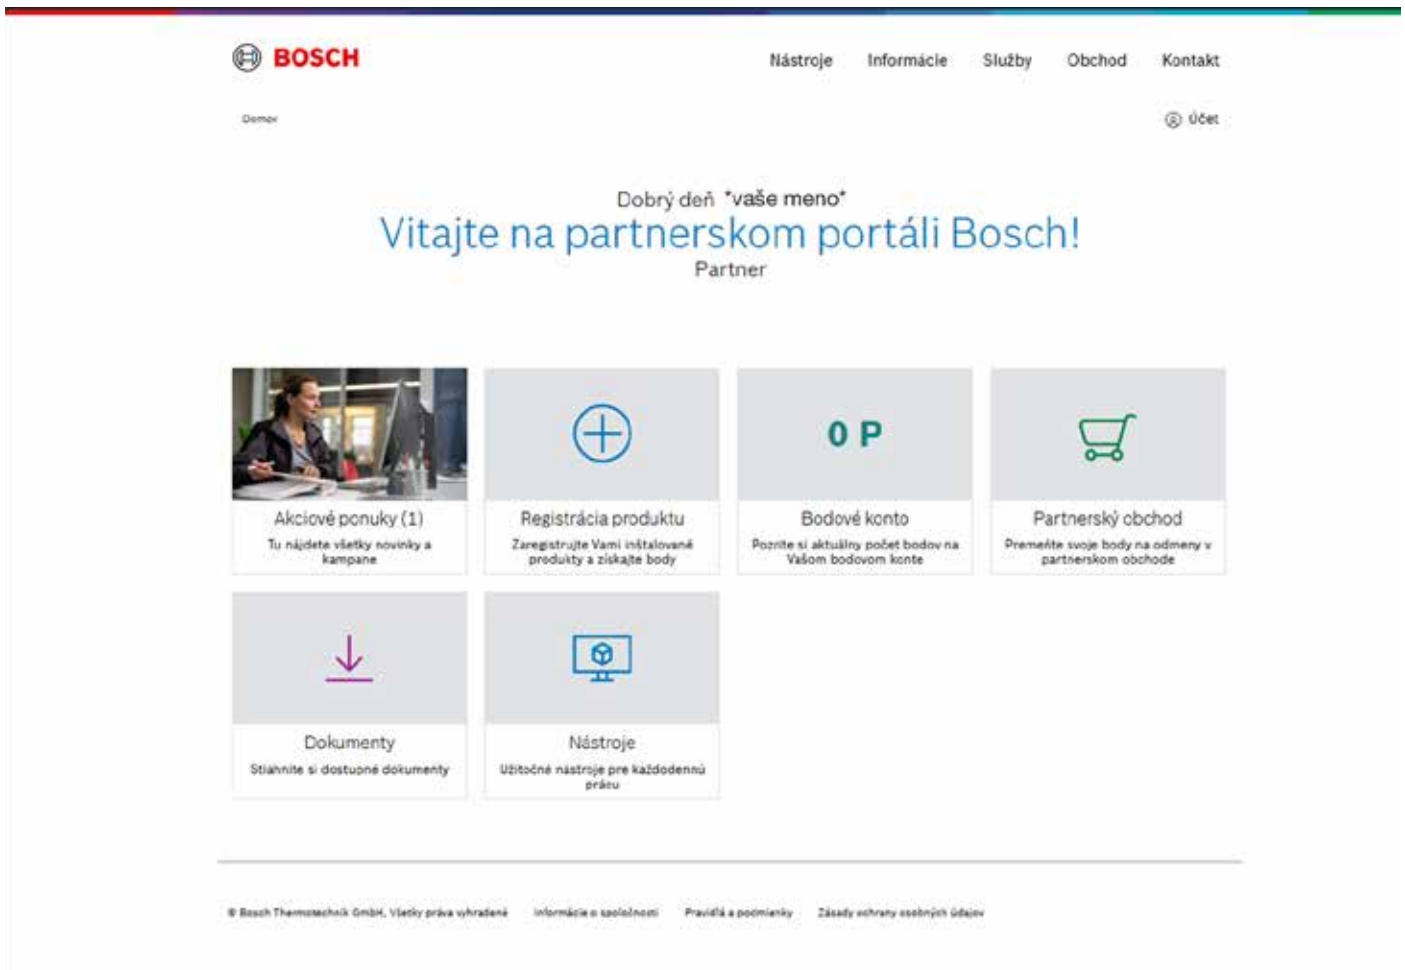 BOSCH
Nástroje Informácie Služby Obchod Kontakt
Domov
Účet
Dobrý deň *vaše meno*
Vitajte na partnerskom portáli Bosch!
Partner
0 P
Akciové ponuky (1)
Tu nájdete všetky novinky a
kampane
Registrácia produktu
Zaregistrujte Vami inštalované
produkty a získajte body
Bodové konto
Pozrite si aktuálny počet bodov na
Vašom bodovom konte
Partnerský obchod
Premeňte svoje body na odmeny v
partnerskom obchode
Dokumenty
Stiahnite si dostupné dokumenty
Nástroje
Užitočné nástroje pre každodennú
prácu
© Bosch Thermotechnik GmbH, Všetky práva vyhradené Informácie o spoločnosti Pravidlá a podmienky Zásady ochrany osobných údajov